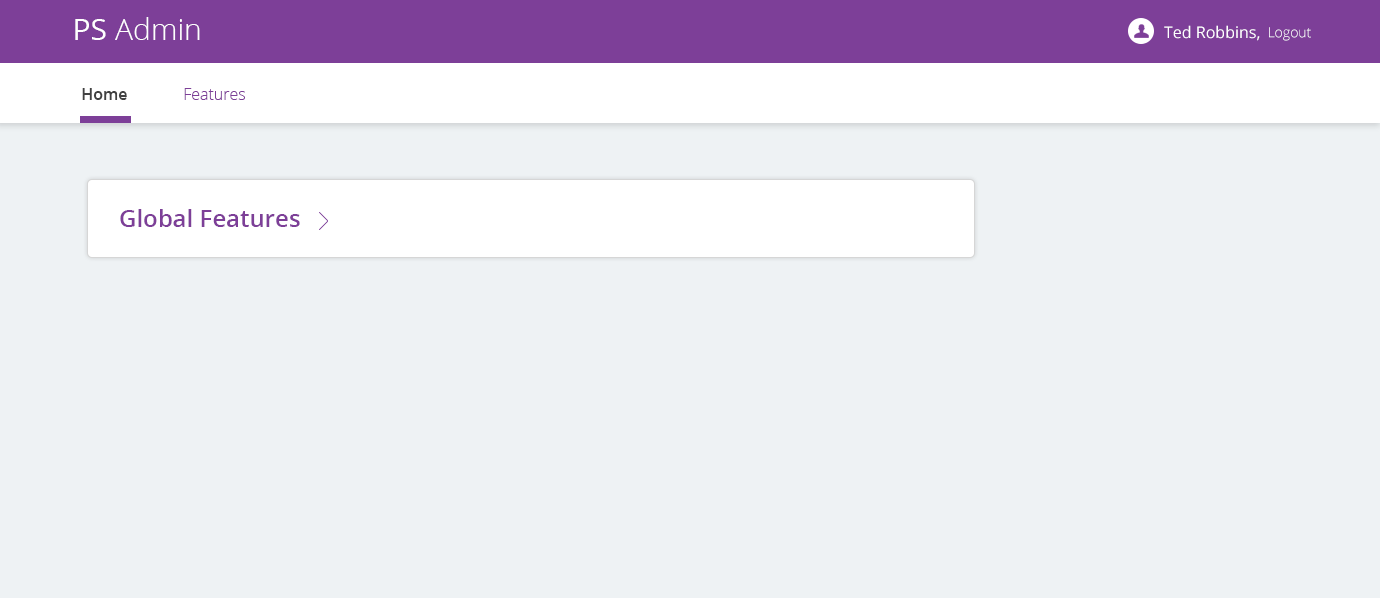 PS Admin
Ted Robbins, Logout
Home Features
Global Features